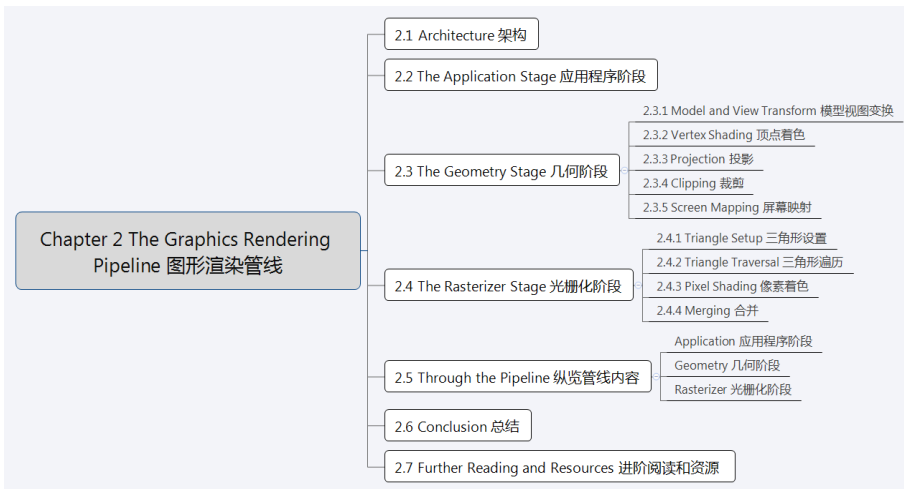 Chapter 2 The Graphics Rendering
Pipeline 图形渲染管线
2.1 Architecture 架构
2.2 The Application Stage 应用程序阶段
2.3 The Geometry Stage 几何阶段
2.3.1 Model and View Transform 模型视图变换
2.3.2 Vertex Shading 顶点着色
2.3.3 Projection 投影
2.3.4 Clipping 裁剪
2.3.5 Screen Mapping 屏幕映射
2.4 The Rasterizer Stage 光栅化阶段
2.4.1 Triangle Setup 三角形设置
2.4.2 Triangle Traversal 三角形遍历
2.4.3 Pixel Shading 像素着色
2.4.4 Merging 合并
2.5 Through the Pipeline 纵览管线内容
Application 应用程序阶段
Geometry 几何阶段
Rasterizer 光栅化阶段
2.6 Conclusion 总结
2.7 Further Reading and Resources 进阶阅读和资源